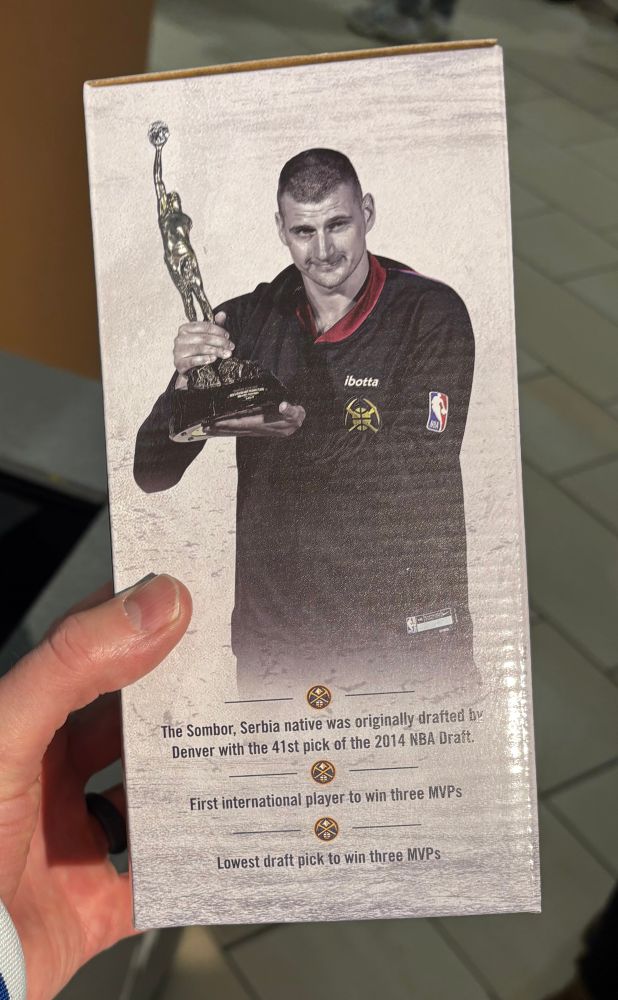 ibotta
NBA
The Sombor, Serbia native was originally drafted by
Denver with the 41st pick of the 2014 NBA Draft.
First international player to win three MVPs
Lowest draft pick to win three MVPs